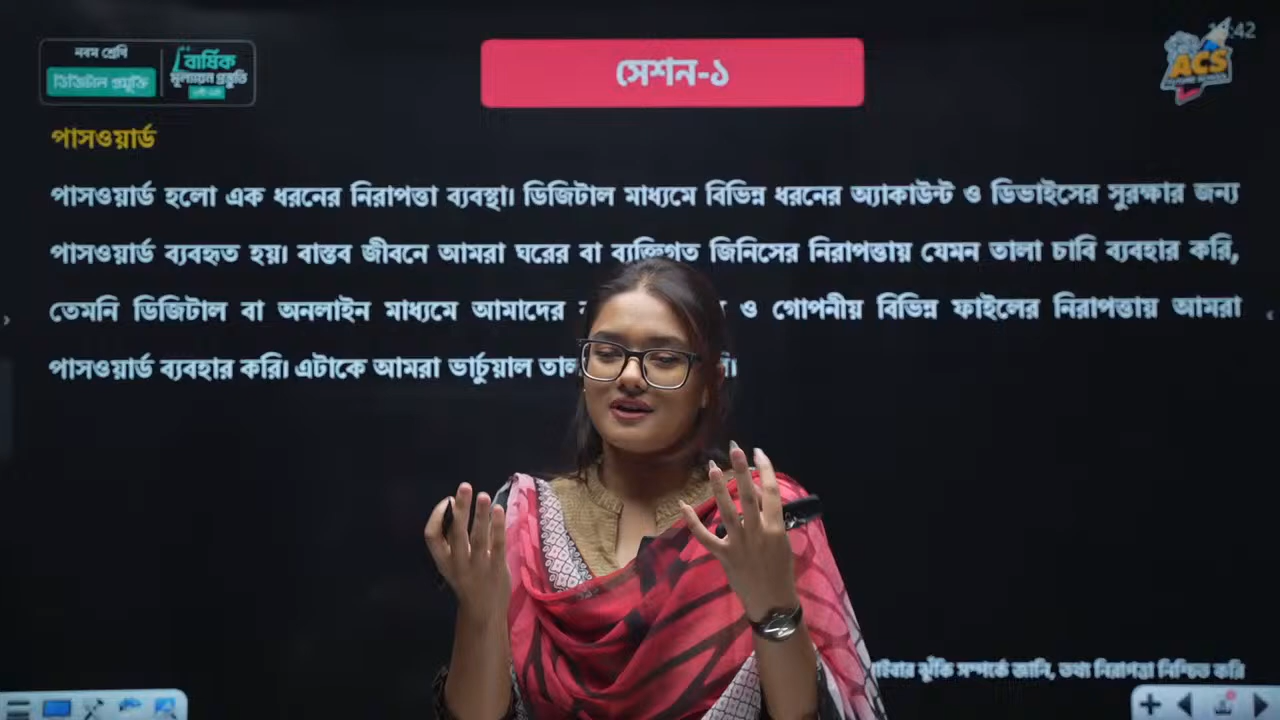 নবম শ্রেণি
ডিজিটাল প্রযুক্তি
বার্ষিক
মূল্যায়ন প্রস্তুতি
সেশন-১
:42
ACS
পাসওয়ার্ড
পাসওয়ার্ড হলো এক ধরনের নিরাপত্তা ব্যবস্থা। ডিজিটাল মাধ্যমে বিভিন্ন ধরনের অ্যাকাউন্ট ও ডিভাইসের সুরক্ষার জন্য
পাসওয়ার্ড ব্যবহৃত হয়। বাস্তব জীবনে আমরা ঘরের বা ব্যক্তিগত জিনিসের নিরাপত্তায় যেমন তালা চাবি ব্যবহার করি,
তেমনি ডিজিটাল বা অনলাইন মাধ্যমে আমাদের ও গোপনীয় বিভিন্ন ফাইলের নিরাপত্তায় আমরা
পাসওয়ার্ড ব্যবহার করি। এটাকে আমরা ভার্চুয়াল
ঝুঁকি সম্পর্কে জানি, তথ্য নিরাপত্তা নিশ্চিত করি